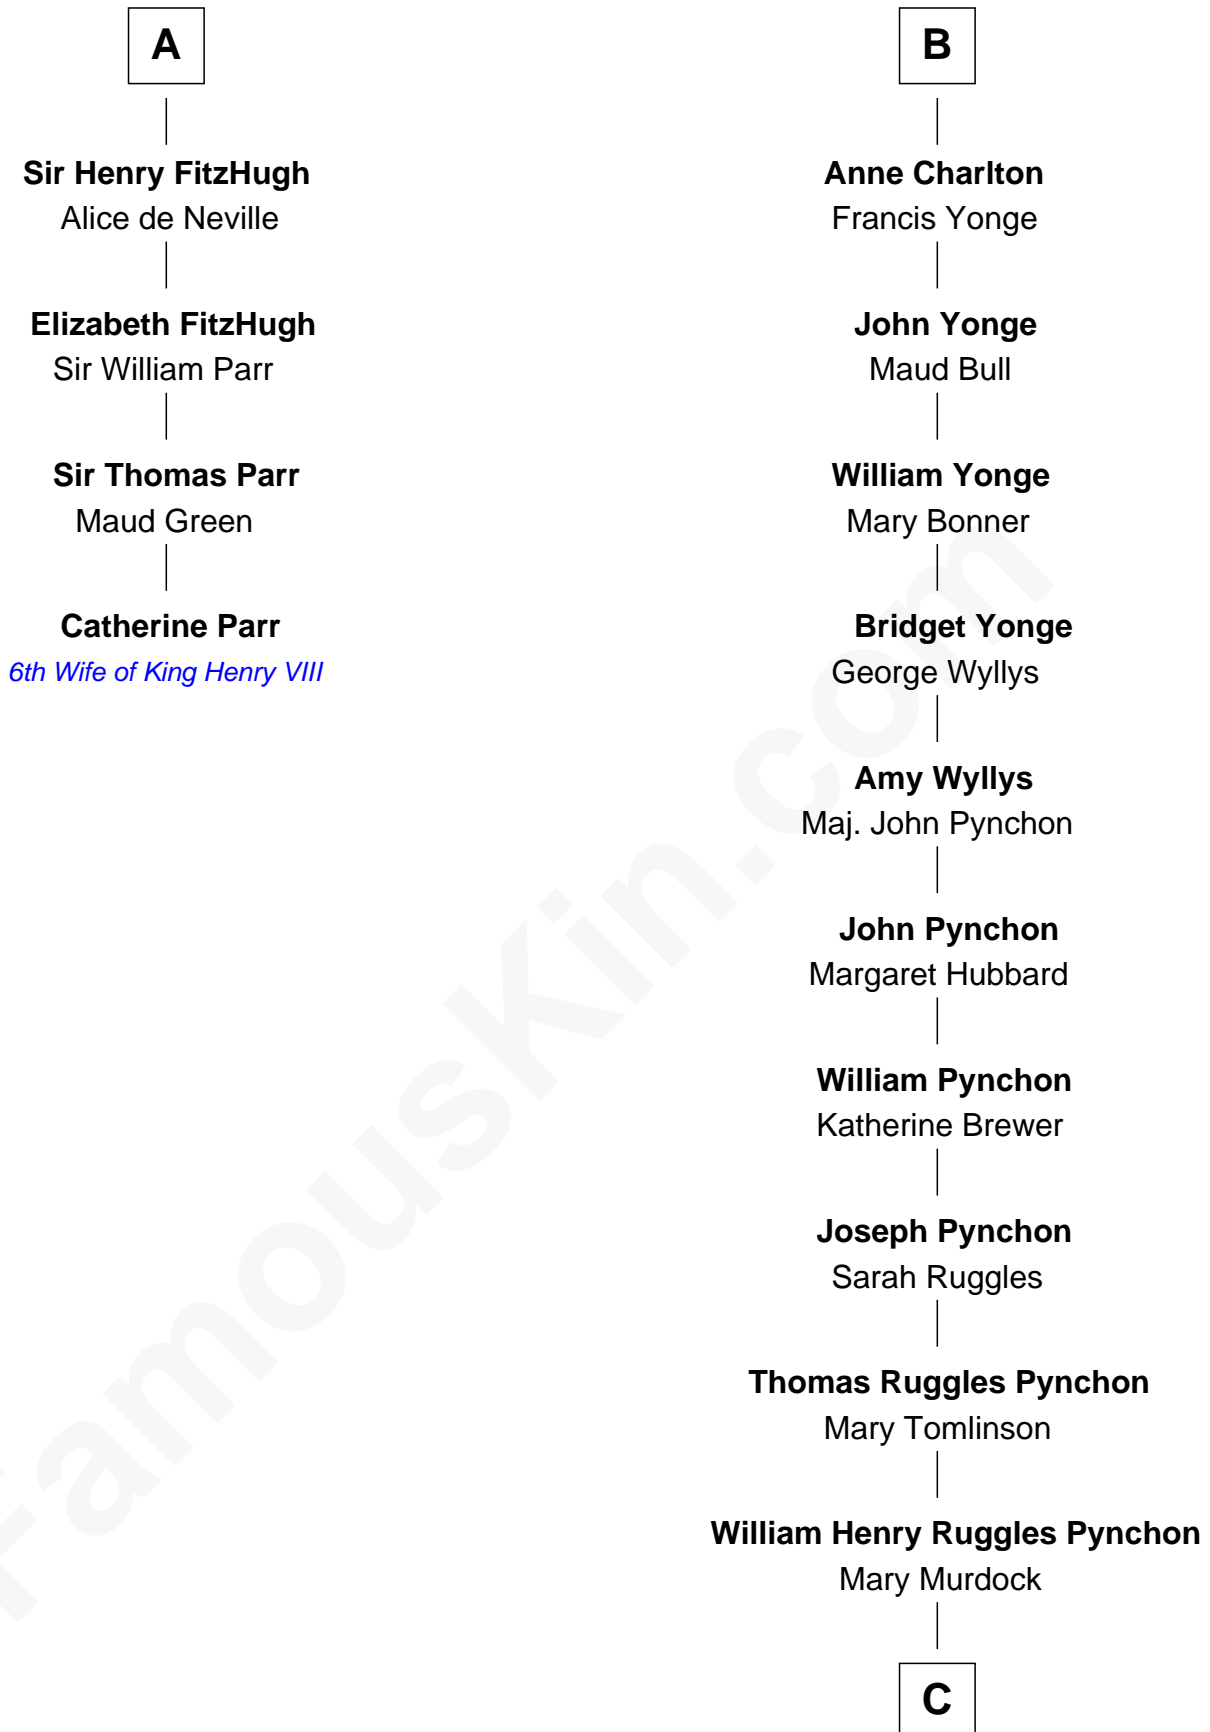 A
Sir Henry FitzHugh
Alice de Neville
Elizabeth FitzHugh
Sir William Parr
Sir Thomas Parr
Maud Green
Catherine Parr
6th Wife of King Henry VIII
B
Anne Charlton
Francis Yonge
John Yonge
Maud Bull
William Yonge
Mary Bonner
Bridget Yonge
George Wyllys
Amy Wyllys
Maj. John Pynchon
John Pynchon
Margaret Hubbard
William Pynchon
Katherine Brewer
Joseph Pynchon
Sarah Ruggles
Thomas Ruggles Pynchon
Mary Tomlinson
William Henry Ruggles Pynchon
Mary Murdock
C
FamousKin.com